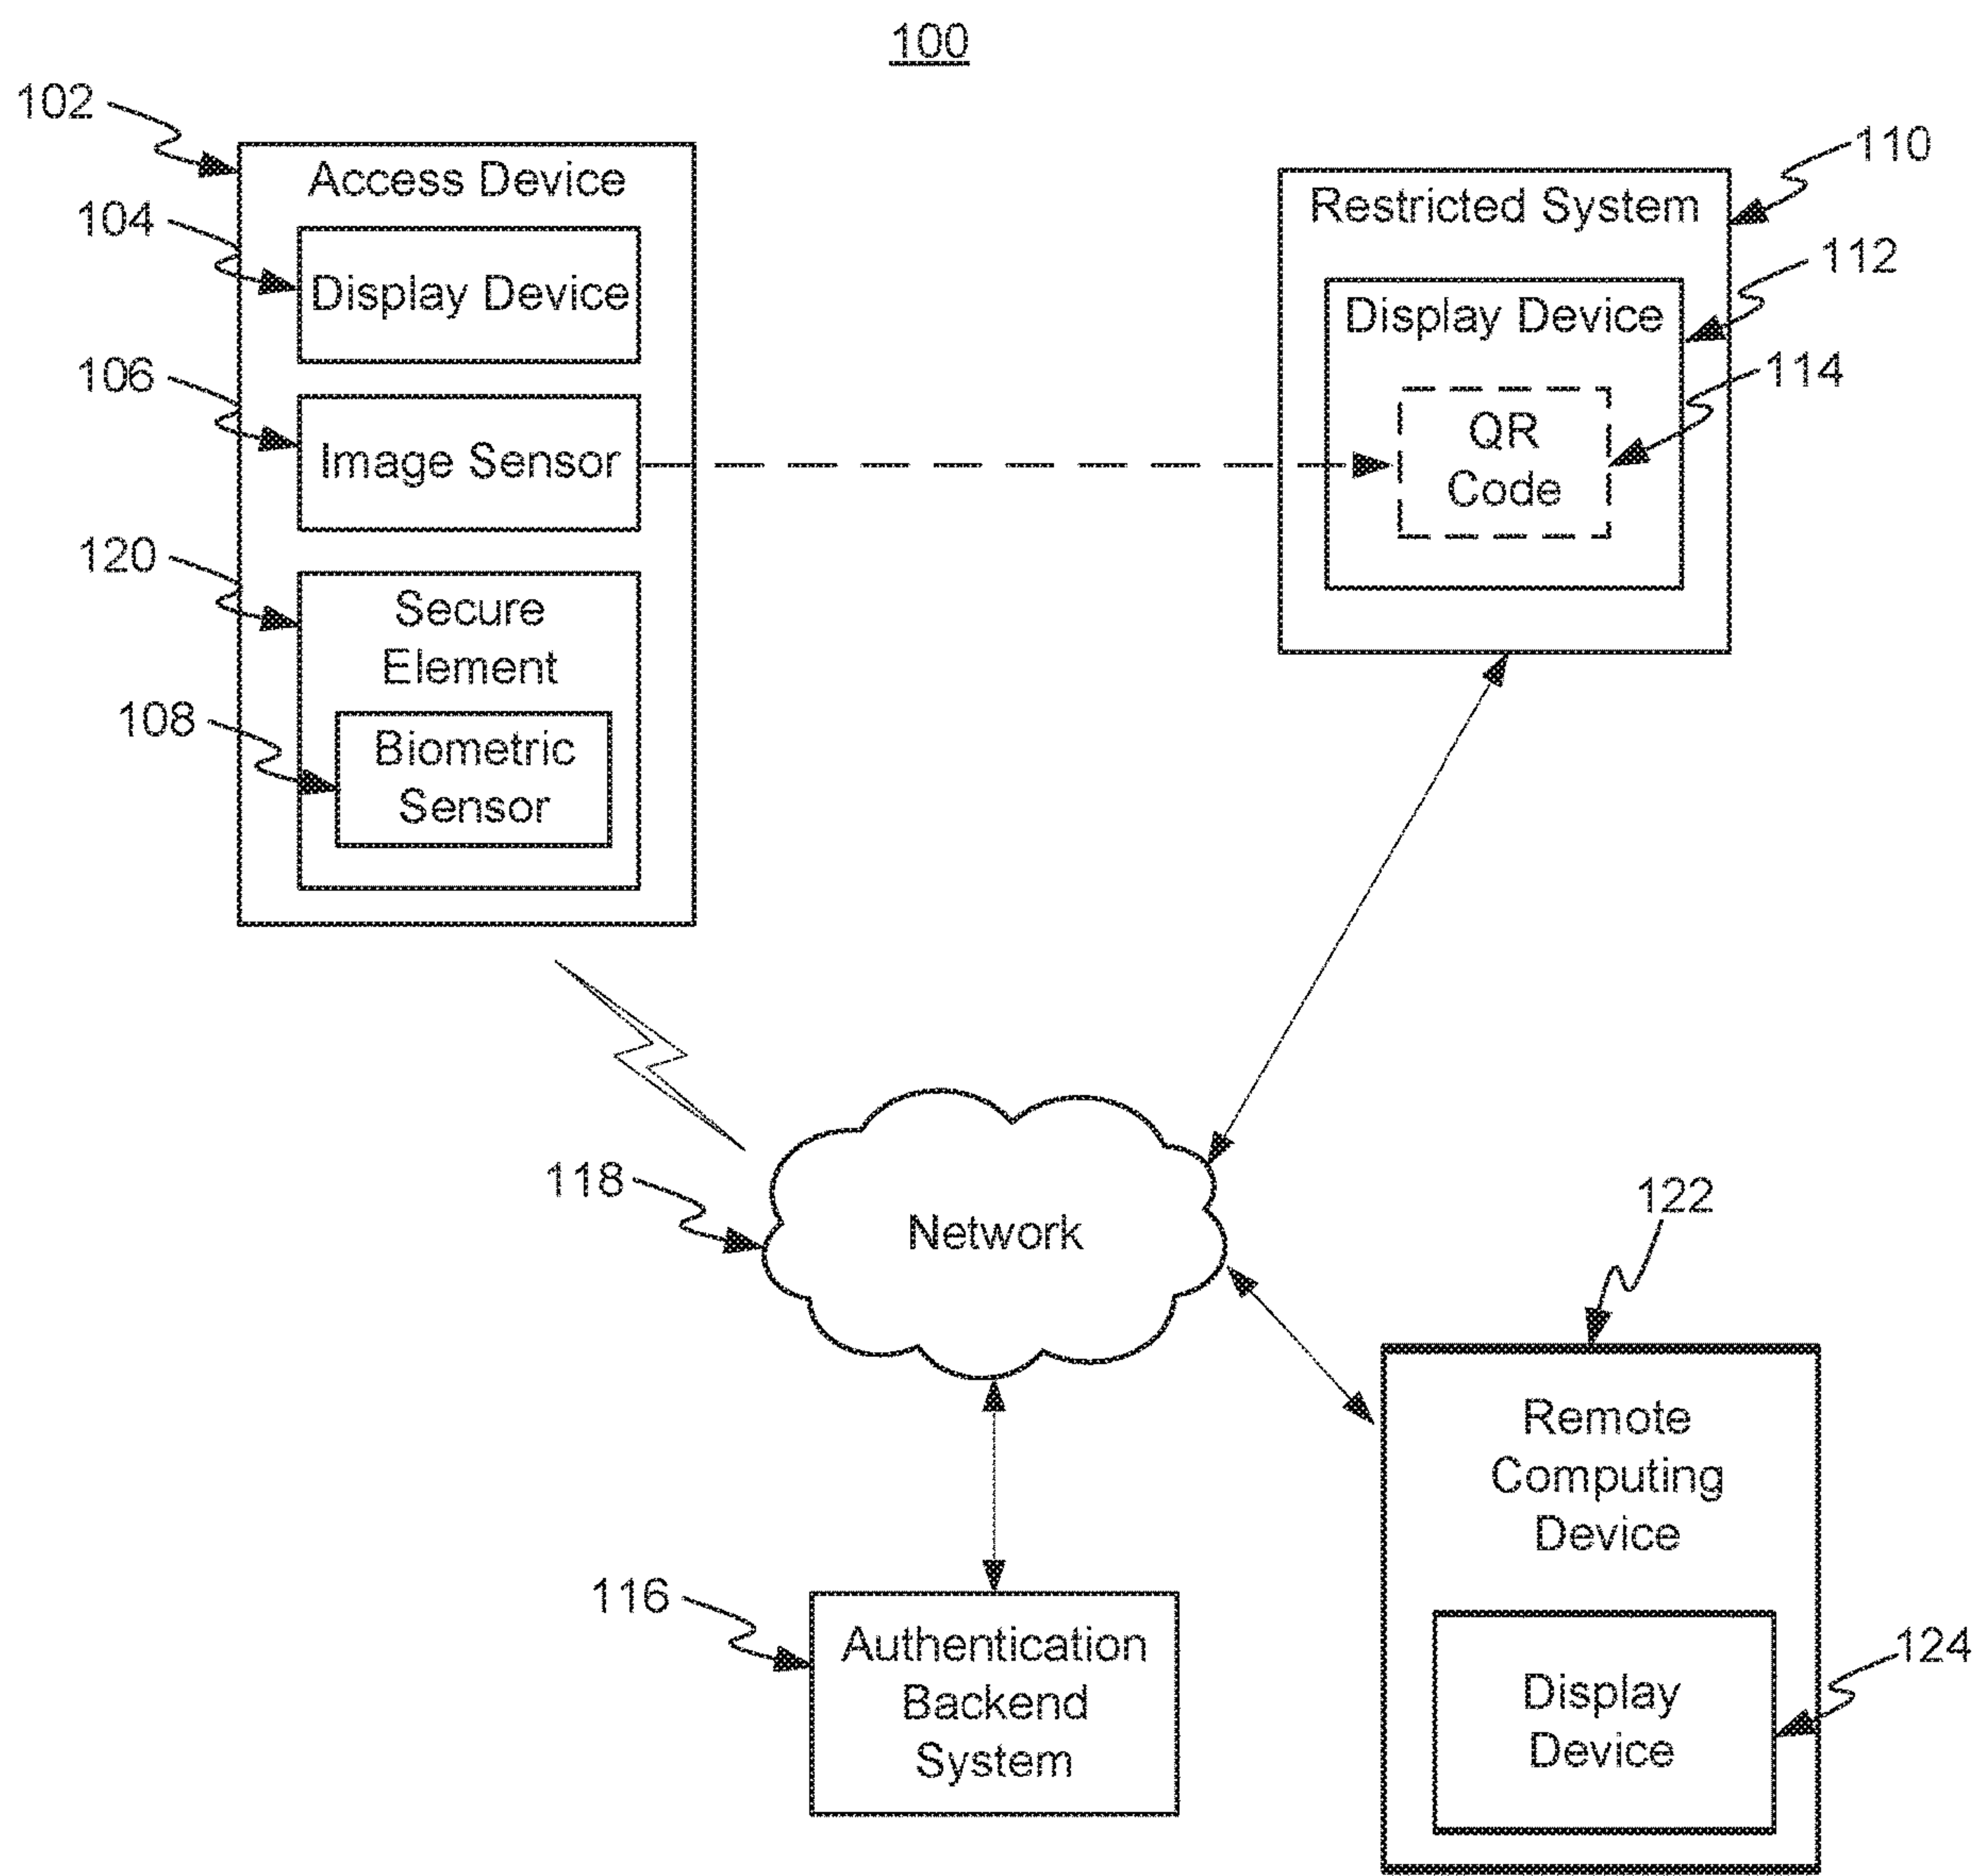 100
102
Access Device
104
Display Device
106
Image Sensor
120
Secure
Element
108
Biometric
Sensor
110
Restricted System
112
Display Device
114
QR
Code
118
Network
122
Remote
Computing
Device
116
Authentication
Backend
System
124
Display
Device